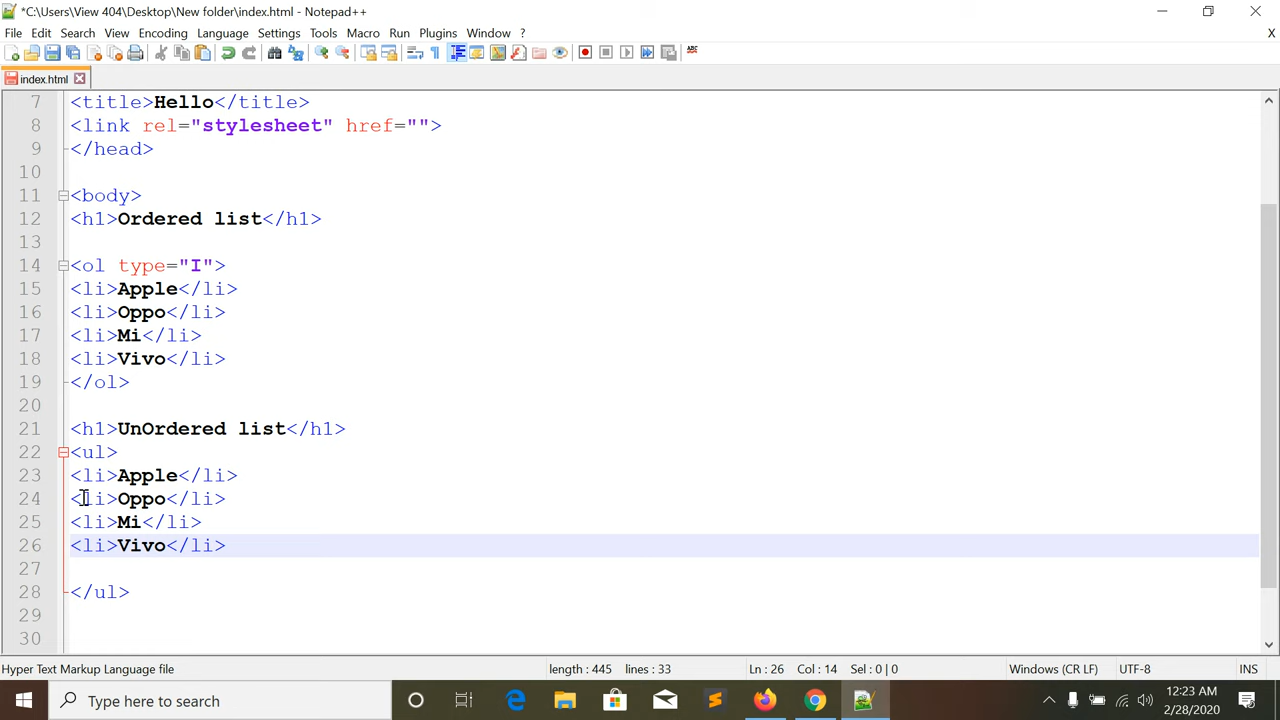 *C:\Users\View 404\Desktop\New folder\index.html - Notepad++
File Edit Search View Encoding Language Settings Tools Macro Run Plugins Window ? X
index.html
7 <title>Hello</title>
8 <link rel="stylesheet" href="">
9 </head>
10
11 <body>
12 <h1>Ordered list</h1>
13
14 <ol type="I">
15 <li>Apple</li>
16 <li>Oppo</li>
17 <li>Mi</li>
18 <li>Vivo</li>
19 </ol>
20
21 <h1>UnOrdered list</h1>
22 <ul>
23 <li>Apple</li>
24 <li>Oppo</li>
25 <li>Mi</li>
26 <li>Vivo</li>
27
28 </ul>
29
30
Hyper Text Markup Language file length : 445 lines : 33 Ln : 26 Col : 14 Sel : 0 | 0 Windows (CR LF) UTF-8 INS
Type here to search
12:23 AM
2/28/2020